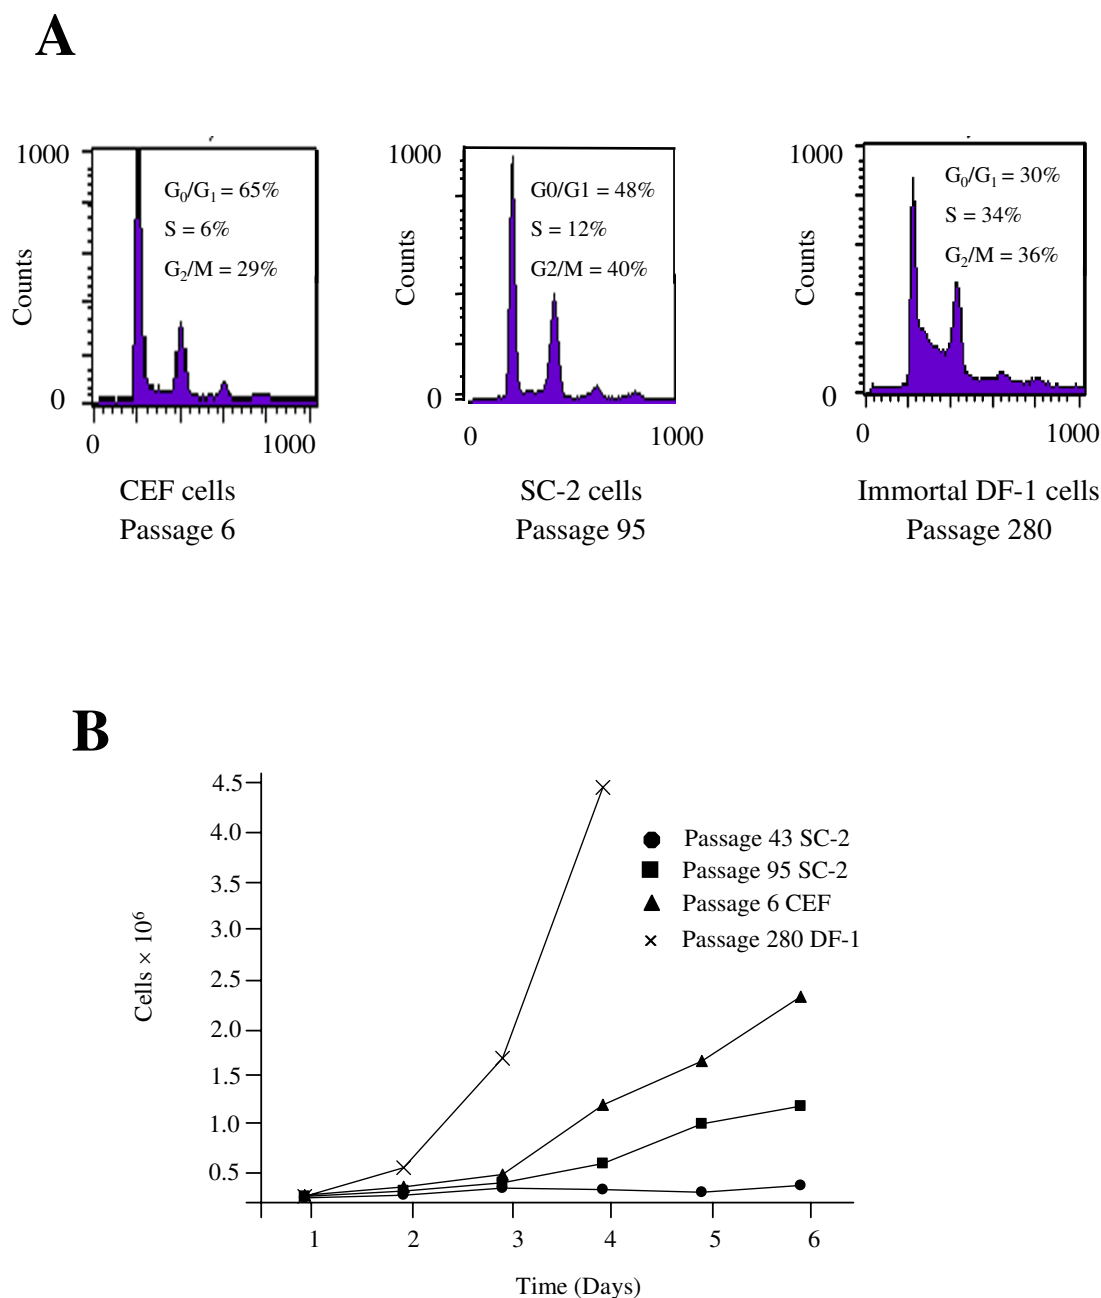 A
1000
G0/G1 = 65%
S = 6%
G2/M = 29%
Counts
0
0
1000
CEF cells
Passage 6
1000
G0/G1 = 48%
S = 12%
G2/M = 40%
Counts
0
0
1000
SC-2 cells
Passage 95
1000
G0/G1 = 30%
S = 34%
G2/M = 36%
Counts
0
0
1000
Immortal DF-1 cells
Passage 280
B
4.5
4.0
3.5
3.0
2.5
2.0
1.5
1.0
0.5
Cells × 10⁶
Passage 43 SC-2
Passage 95 SC-2
Passage 6 CEF
Passage 280 DF-1
1 2 3 4 5 6
Time (Days)